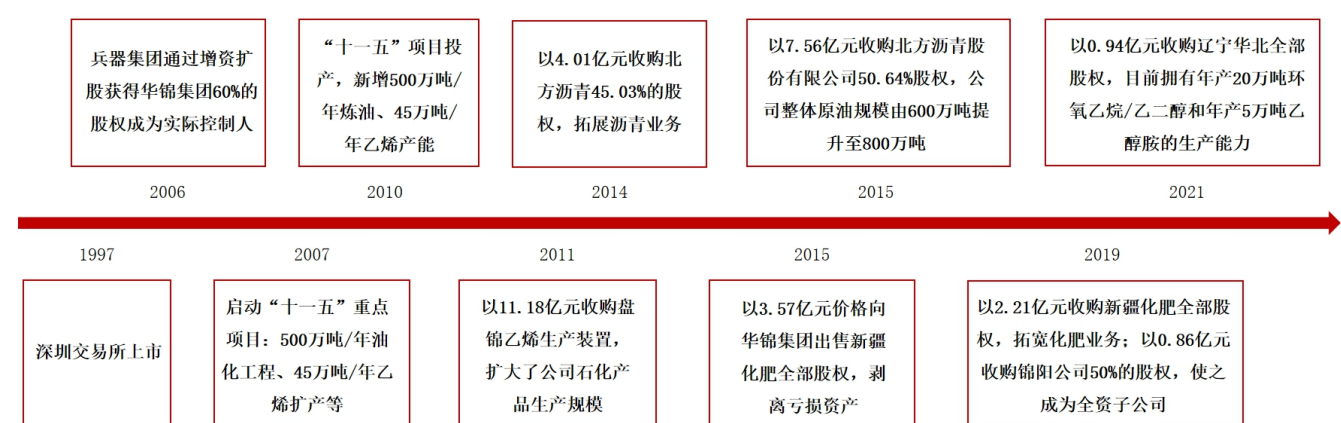 兵器集团通过增资扩
股获得华锦集团60%的
股权成为实际控制人
2006
“十一五”项目投
产，新增500万吨/
年炼油、45万吨/
年乙烯产能
2010
以4.01亿元收购北
方沥青45.03%的股
权，拓展沥青业务
2014
以7.56亿元收购北方沥青股
份有限公司50.64%股权，公
司整体原油规模由600万吨提
升至800万吨
2015
以0.94亿元收购辽宁华北全部
股权，目前拥有年产20万吨环
氧乙烷/乙二醇和年产5万吨乙
醇胺的生产能力
2021
1997
深圳交易所上市
2007
启动“十一五”重点
项目：500万吨/年油
化工程、45万吨/年乙
烯扩产等
2011
以11.18亿元收购盘
锦乙烯生产装置，
扩大了公司石化产
品生产规模
2015
以3.57亿元价格向
华锦集团出售新疆
化肥全部股权，剥
离亏损资产
2019
以2.21亿元收购新疆化肥全部股
权，拓宽化肥业务；以0.86亿元
收购锦阳公司50%的股权，使之
成为全资子公司